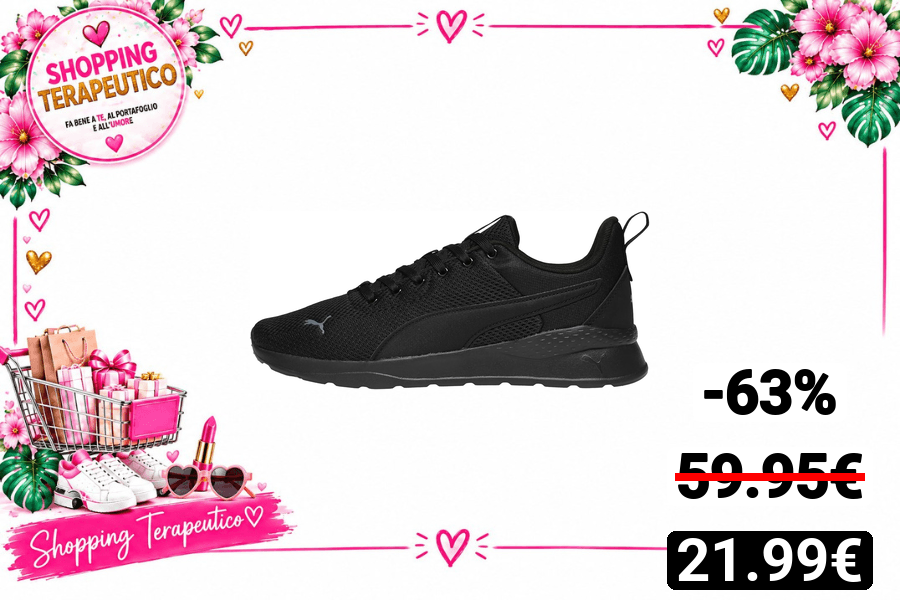 SHOPPING
TERAPEUTICO
FA BENE A TE, AL PORTAFOGLIO
E ALL'UMORE
-63%
59.95€
21.99€
Shopping Terapeutico